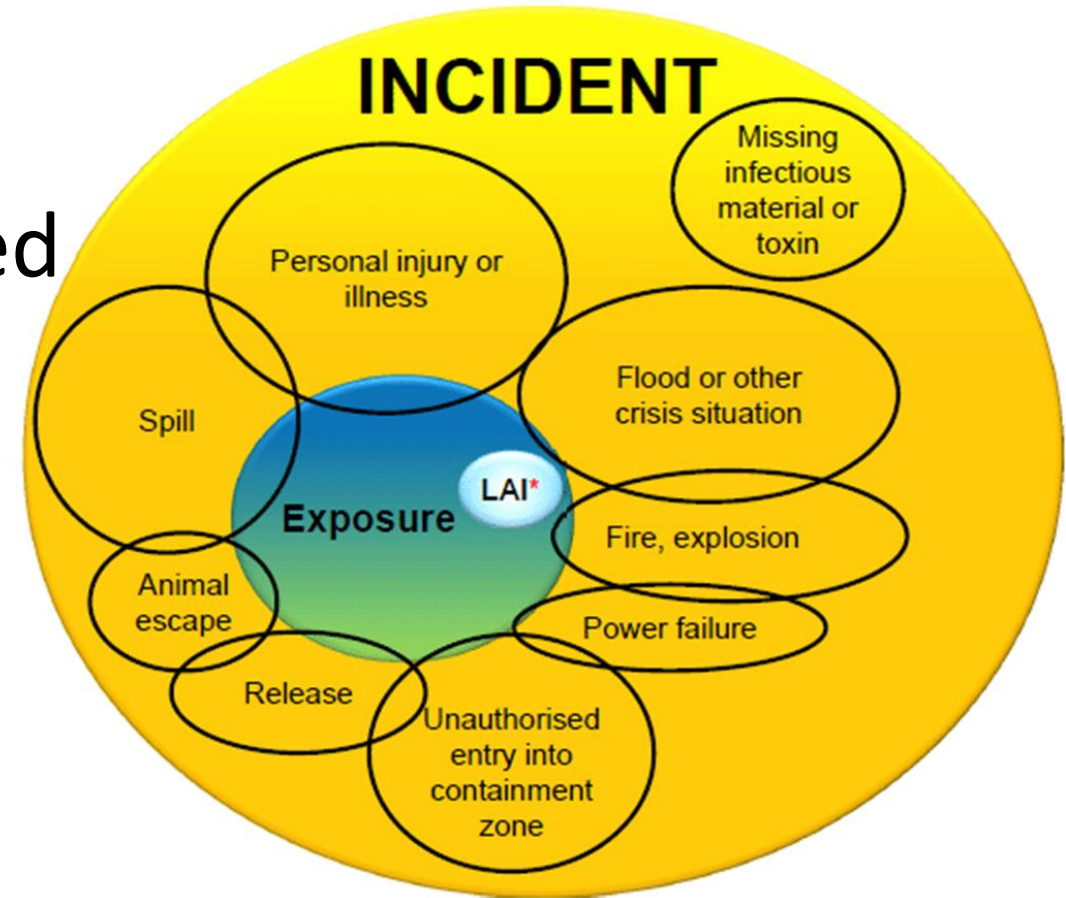 INCIDENT
Missing
infectious
material or
toxin
ed
Personal injury or
illness
Flood or other
crisis situation
Spill
LAI*
Exposure
Fire, explosion
Animal
escape
Power failure
Release
Unauthorised
entry into
containment
zone